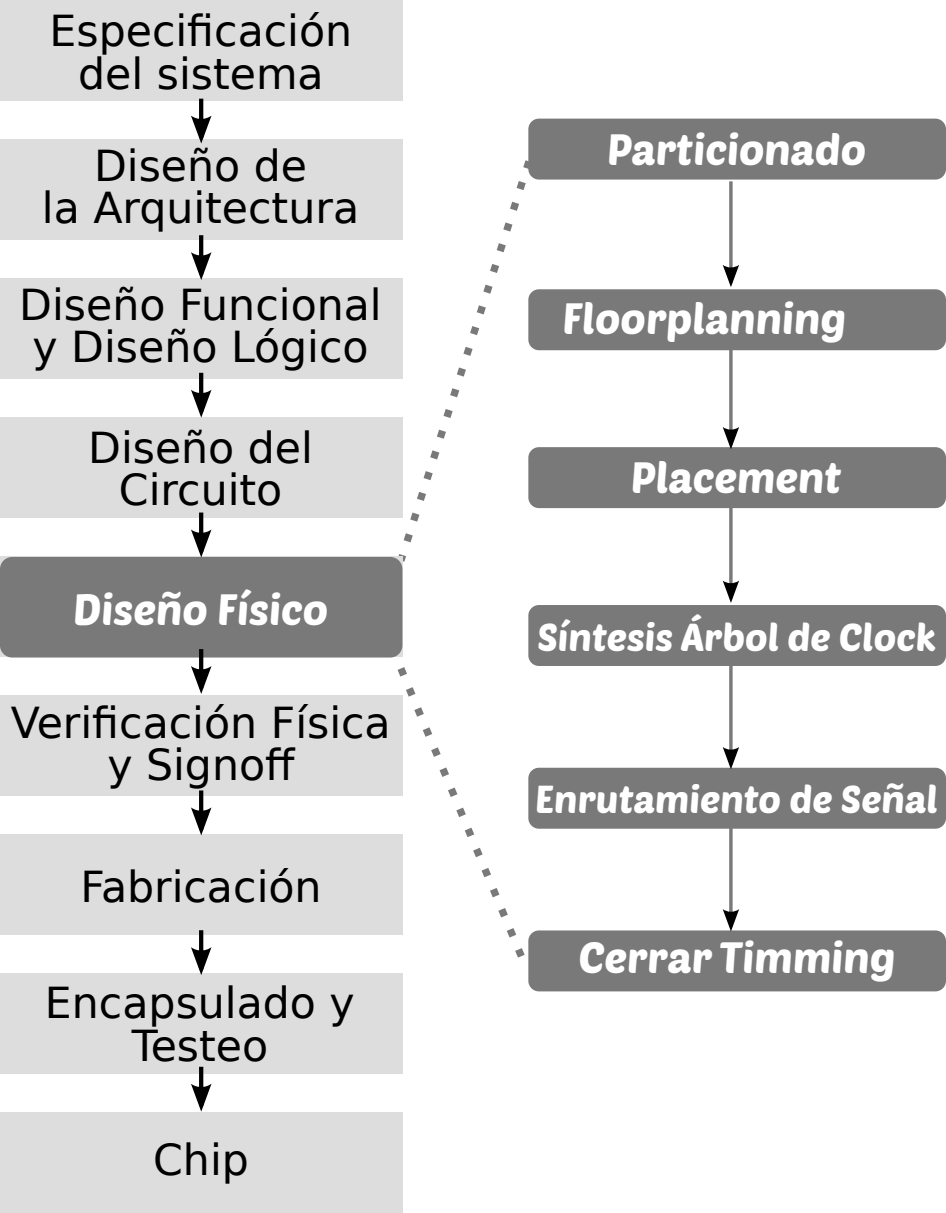 Especificación
del sistema
Diseño de
la Arquitectura
Diseño Funcional
y Diseño Lógico
Diseño del
Circuito
Diseño Físico
Verificación Física
y Signoff
Fabricación
Encapsulado y
Testeo
Chip
Particionado
Floorplanning
Placement
Síntesis Árbol de Clock
Enrutamiento de Señal
Cerrar Timming